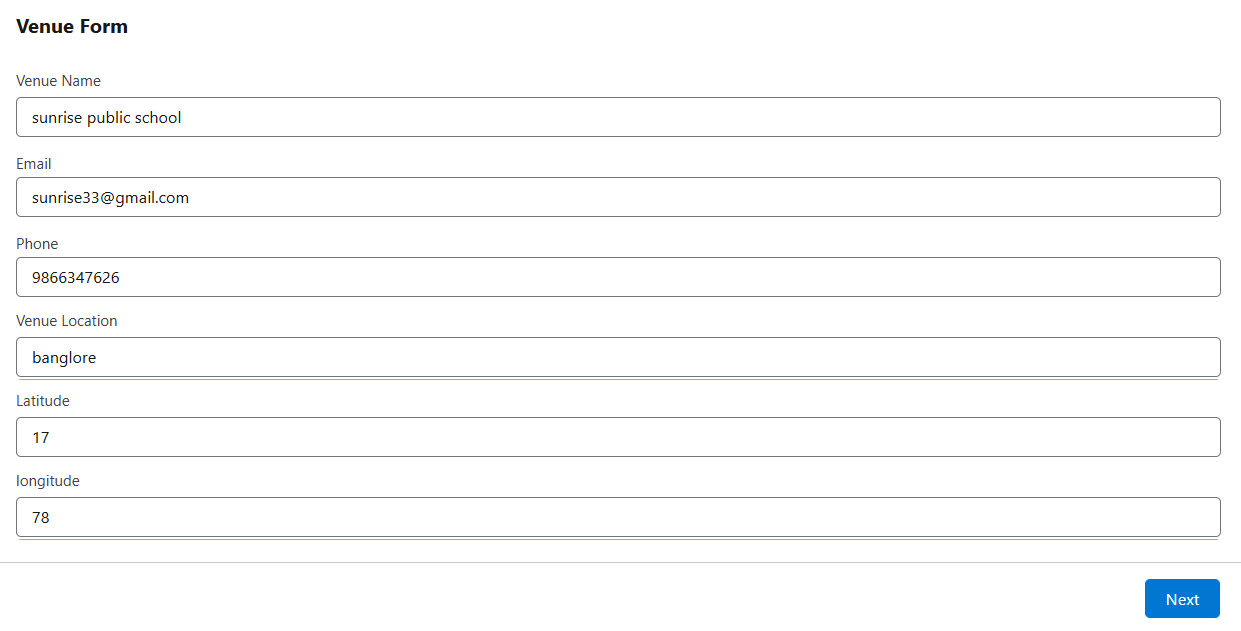 Venue Form
Venue Name
sunrise public school
Email
sunrise33@gmail.com
Phone
9866347626
Venue Location
banglore
Latitude
17
longitude
78
Next